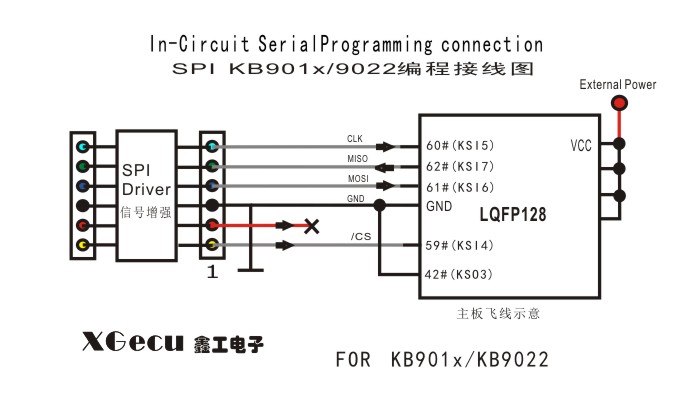 In-Circuit SerialProgramming connection
SPI KB901x/9022编程接线图
External Power
CLK
60#(KSI5)
VCC
MISO
62#(KSI7)
SPI
Driver
信号增强
MOSI
61#(KSI6)
GND
GND
LQFP128
/CS
59#(KSI4)
1
42#(KSO3)
主板飞线示意
XGecu 鑫工电子
FOR KB901x/KB9022